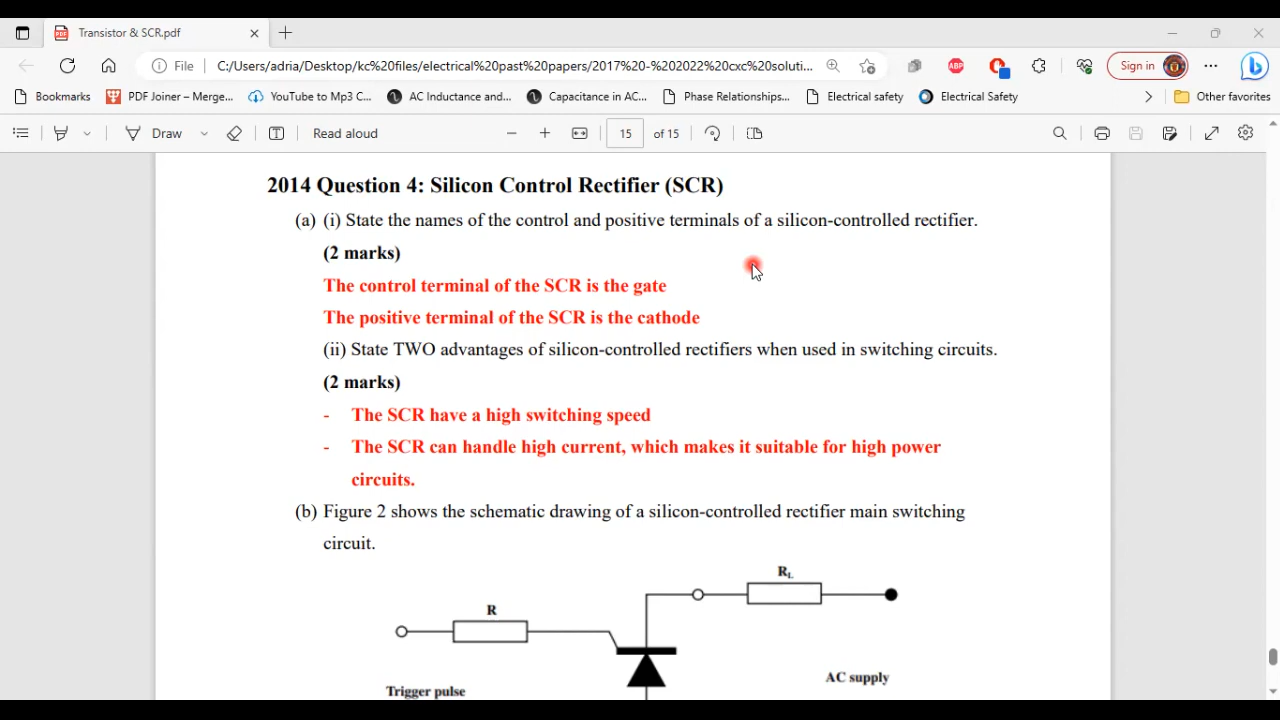 Transistor & SCR.pdf
File
C:/Users/adria/Desktop/kc%20files/electrical%20past%20papers/2017%20-%202022%20cxc%20soluti...
ABP
Sign in
Bookmarks
PDF Joiner – Merge...
YouTube to Mp3 C...
AC Inductance and...
Capacitance in AC...
Phase Relationships...
Electrical safety
Electrical Safety
Other favorites
Draw
Read aloud
15 of 15
2014 Question 4: Silicon Control Rectifier (SCR)
(a) (i) State the names of the control and positive terminals of a silicon-controlled rectifier.
(2 marks)
The control terminal of the SCR is the gate
The positive terminal of the SCR is the cathode
(ii) State TWO advantages of silicon-controlled rectifiers when used in switching circuits.
(2 marks)
- The SCR have a high switching speed
- The SCR can handle high current, which makes it suitable for high power
circuits.
(b) Figure 2 shows the schematic drawing of a silicon-controlled rectifier main switching
circuit.
RL
R
AC supply
Trigger pulse